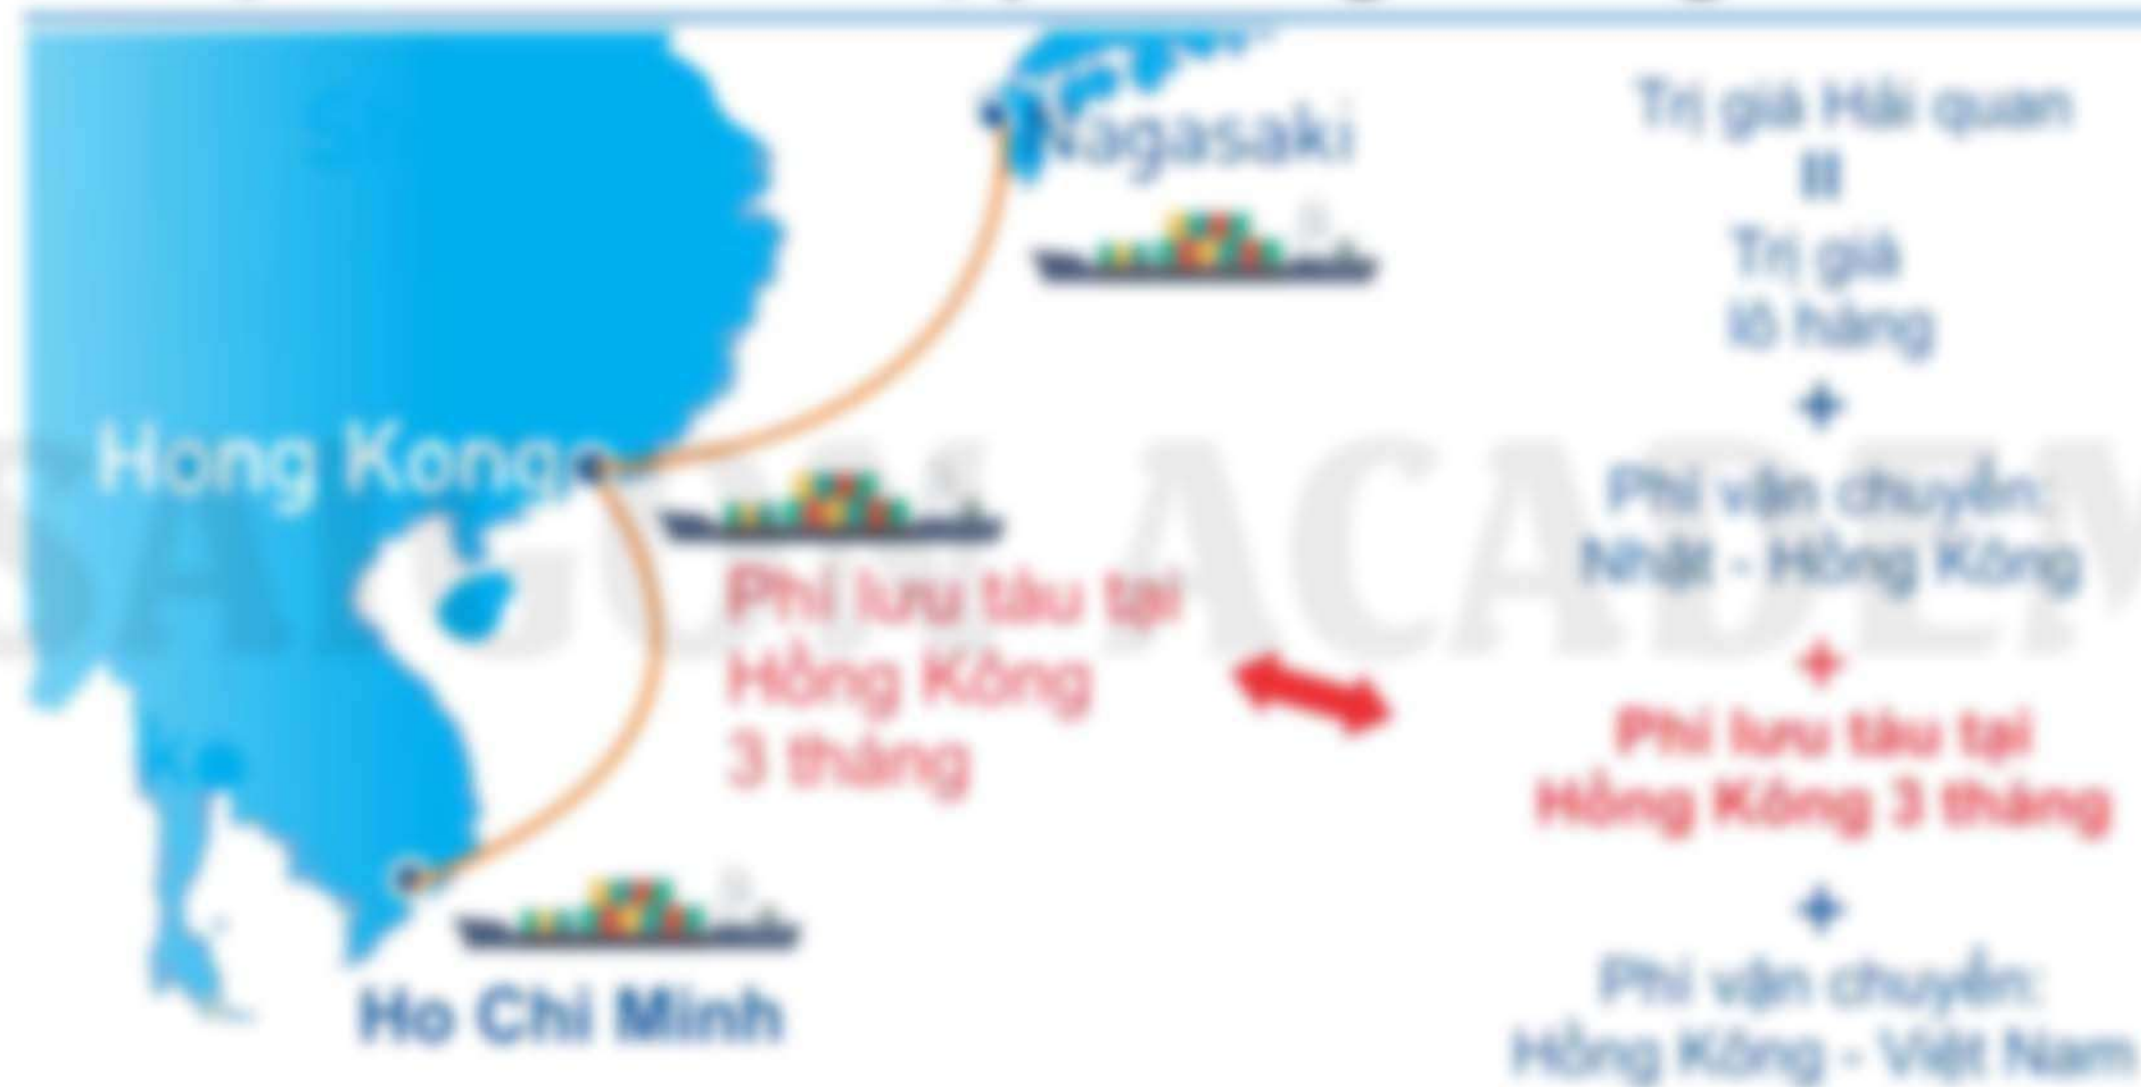 Nagasaki
Hong Kong
Phí lưu tàu tại
Hồng Kông
3 tháng
Ho Chi Minh
Trị giá Hải quan
=
Trị giá
lô hàng
+
Phí vận chuyển:
Nhật - Hồng Kông
+
Phí lưu tàu tại
Hồng Kông 3 tháng
+
Phí vận chuyển:
Hồng Kông - Việt Nam
ACADEM